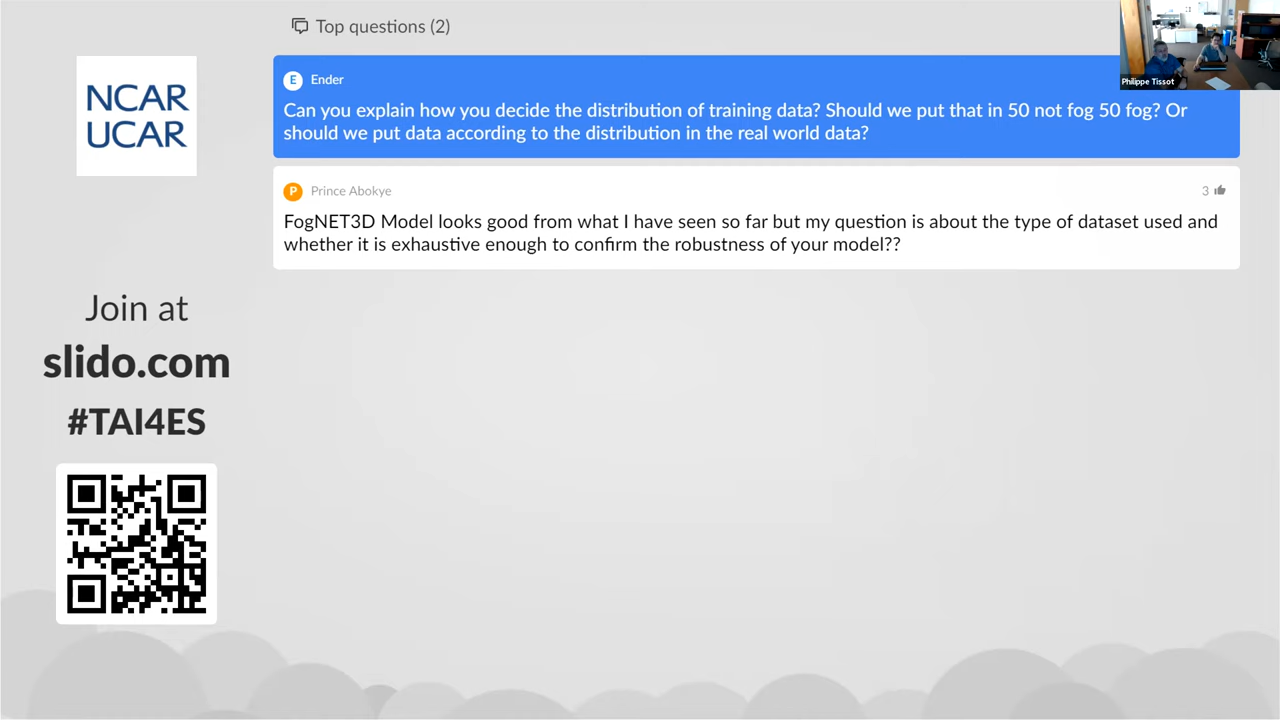 Top questions (2)
NCAR
UCAR
E Ender
Can you explain how you decide the distribution of training data? Should we put that in 50 not fog 50 fog? Or
should we put data according to the distribution in the real world data?
Philippe Tissot
P Prince Abokye 3
FogNET3D Model looks good from what I have seen so far but my question is about the type of dataset used and
whether it is exhaustive enough to confirm the robustness of your model??
Join at
slido.com
#TAI4ES